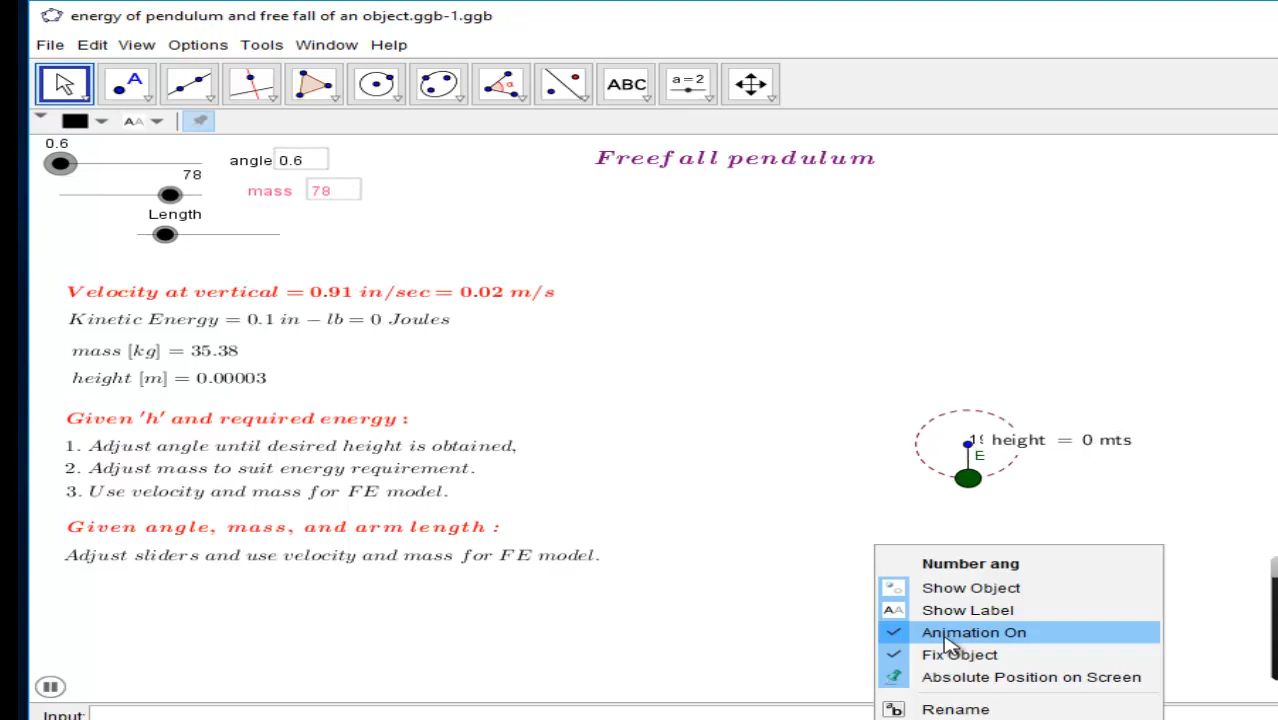 energy of pendulum and free fall of an object.ggb-1.ggb
File Edit View Options Tools Window Help
A
α
ABC
a=2
AA
0.6
angle 0.6
Freefall pendulum
78
mass 78
Length
Velocity at vertical = 0.91 in/sec = 0.02 m/s
Kinetic Energy = 0.1 in − lb = 0 Joules
mass [kg] = 35.38
height [m] = 0.00003
Given 'h' and required energy :
1. Adjust angle until desired height is obtained,
2. Adjust mass to suit energy requirement.
3. Use velocity and mass for FE model.
Given angle, mass, and arm length :
Adjust sliders and use velocity and mass for FE model.
height = 0 mts
E
Number ang
Show Object
AA Show Label
Animation On
Fix Object
Absolute Position on Screen
ab Rename
Input: